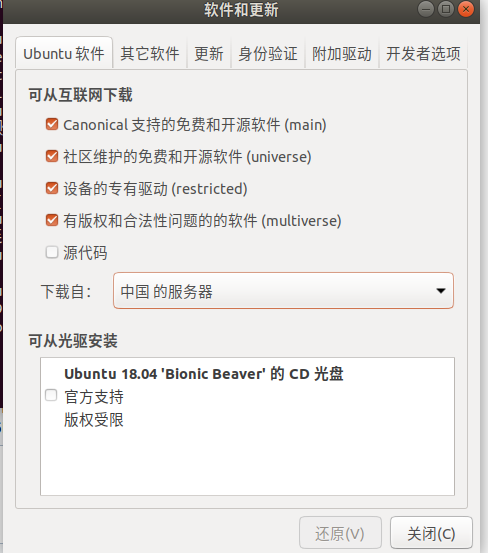 软件和更新
Ubuntu 软件 其它软件 更新 身份验证 附加驱动 开发者选项
可从互联网下载
Canonical 支持的免费和开源软件 (main)
社区维护的免费和开源软件 (universe)
设备的专有驱动 (restricted)
有版权和合法性问题的的软件 (multiverse)
源代码
下载自： 中国 的服务器
可从光驱安装
Ubuntu 18.04 'Bionic Beaver' 的 CD 光盘
官方支持
版权受限
还原(V) 关闭(C)